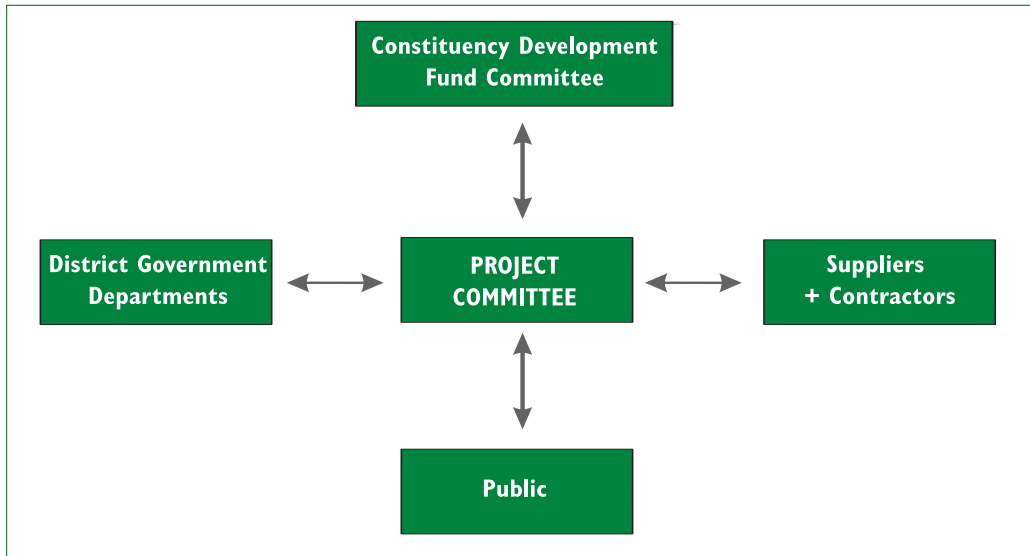 Constituency Development
Fund Committee
District Government
Departments
PROJECT
COMMITTEE
Suppliers
+ Contractors
Public